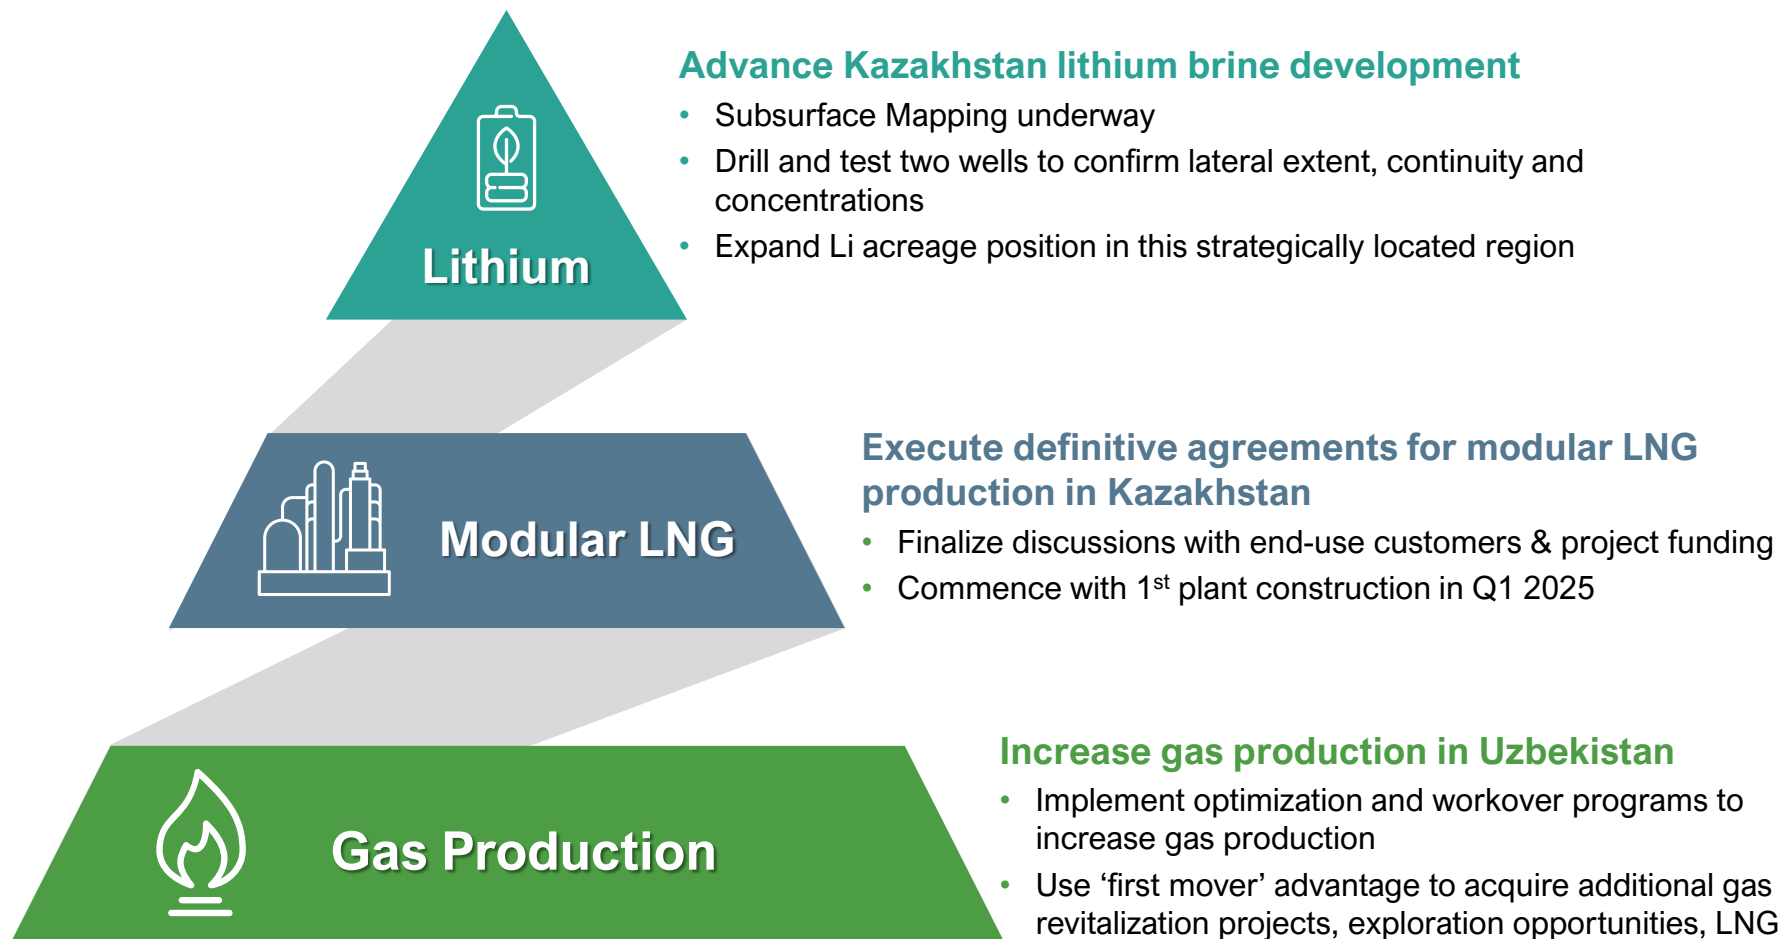 Advance Kazakhstan lithium brine development
• Subsurface Mapping underway
• Drill and test two wells to confirm lateral extent, continuity and
concentrations
• Expand Li acreage position in this strategically located region
Lithium
Execute definitive agreements for modular LNG
production in Kazakhstan
• Finalize discussions with end-use customers & project funding
• Commence with 1st plant construction in Q1 2025
Modular LNG
Increase gas production in Uzbekistan
• Implement optimization and workover programs to
increase gas production
• Use ‘first mover’ advantage to acquire additional gas
revitalization projects, exploration opportunities, LNG
Gas Production